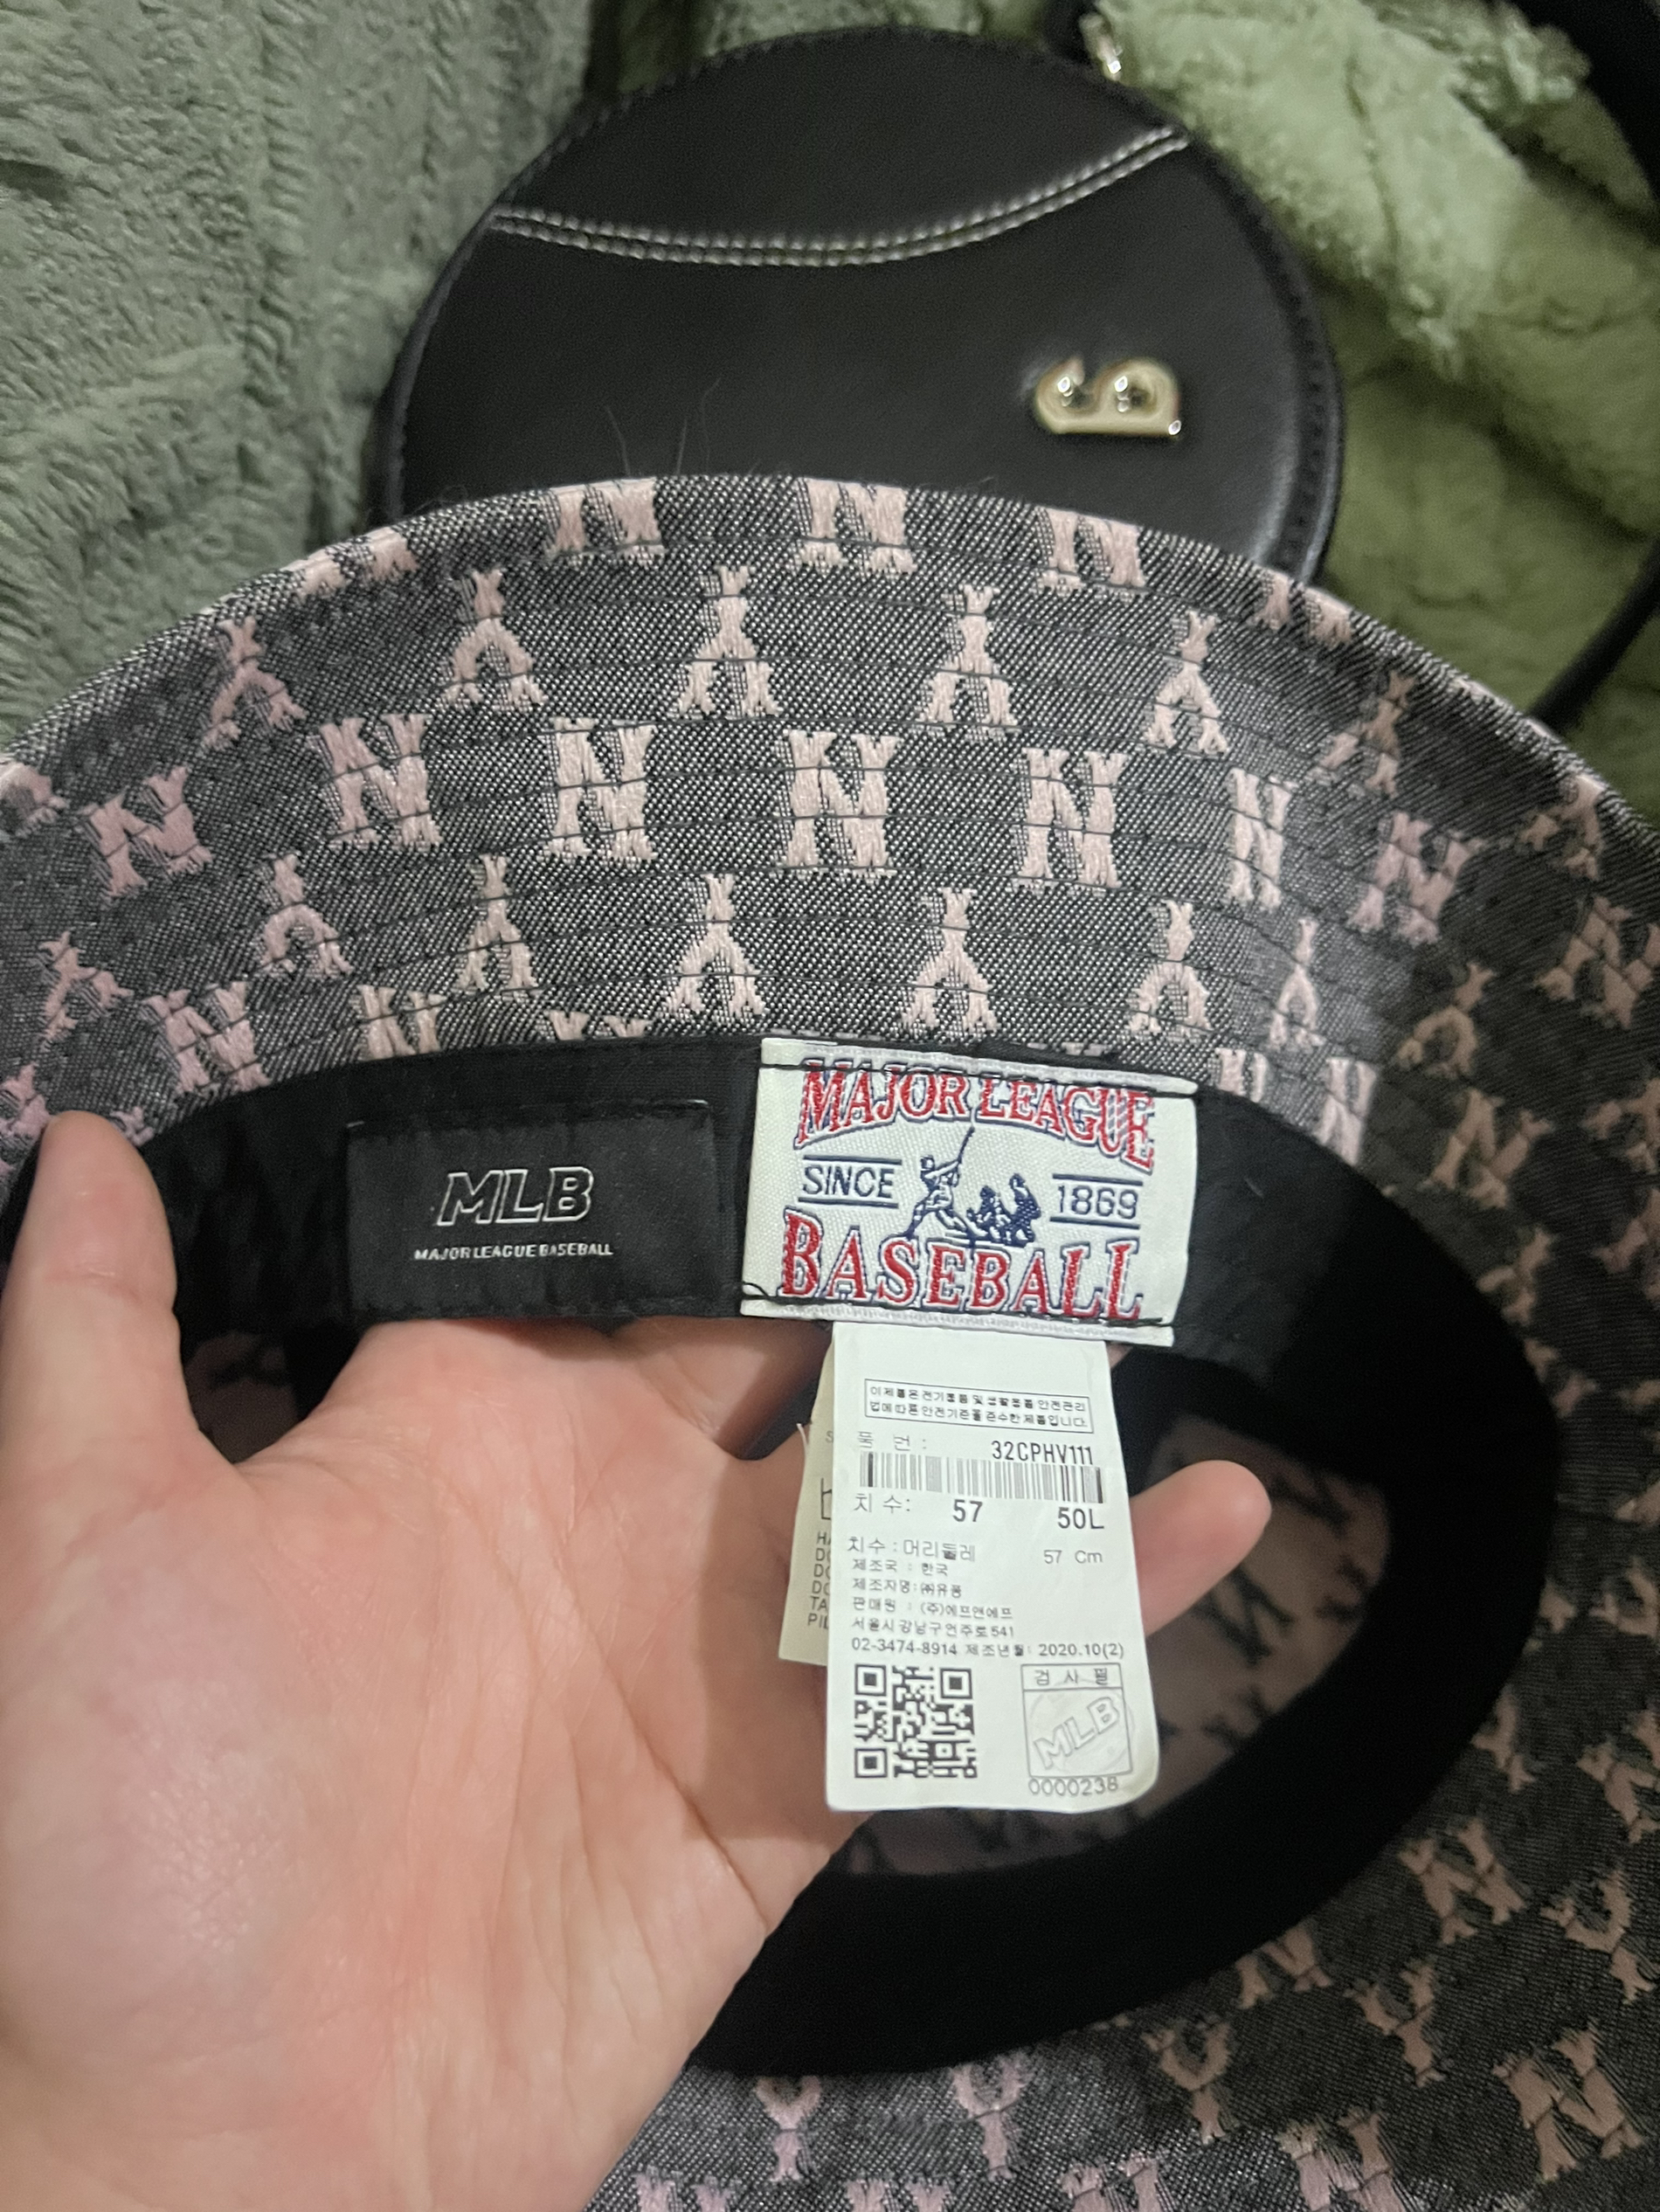 MLB
MAJOR LEAGUE BASEBALL
MAJOR LEAGUE
SINCE 1869
BASEBALL
이제품은전기용품및생활용품안전관리
법에따른안전기준을준수한제품입니다.
품 번 : 32CPHV111
치 수: 57 50L
치수 : 머리둘레 57 Cm
제조국 : 한국
제조자명: ㈜유풍
판매원 : (주)에프앤에프
서울시강남구언주로541
02-3474-8914 제조년월: 2020.10(2)
검 사 필
MLB
0000238